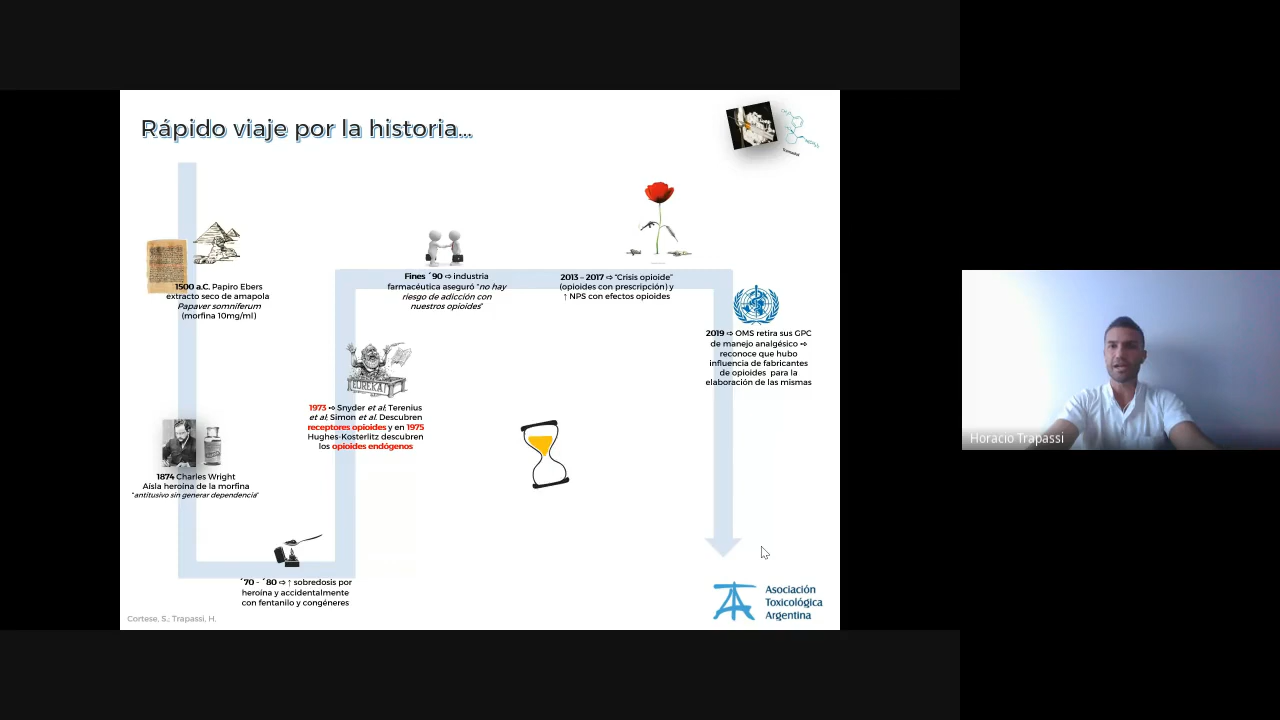 Rápido viaje por la historia...
Tramadol
1500 a.C. Papiro Ebers
extracto seco de amapola
Papaver somniferum
(morfina 10mg/ml)
1874 Charles Wright
Aísla heroína de la morfina
"antitusivo sin generar dependencia"
´70 - ´80 ⇨ ↑ sobredosis por
heroína y accidentalmente
con fentanilo y congéneres
EUREKA!
1973 ➺ Snyder et al; Terenius
et al; Simon et al. Descubren
receptores opioides y en 1975
Hughes-Kosterlitz descubren
los opioides endógenos
Fines ´90 ⇨ industria
farmacéutica aseguró "no hay
riesgo de adicción con
nuestros opioides"
2013 – 2017 ⇨ "Crisis opioide"
(opioides con prescripción) y
↑ NPS con efectos opioides
2019 ⇨ OMS retira sus GPC
de manejo analgésico ➺
reconoce que hubo
influencia de fabricantes
de opioides para la
elaboración de las mismas
Asociación
Toxicológica
Argentina
Cortese, S.; Trapassi, H.
Horacio Trapassi